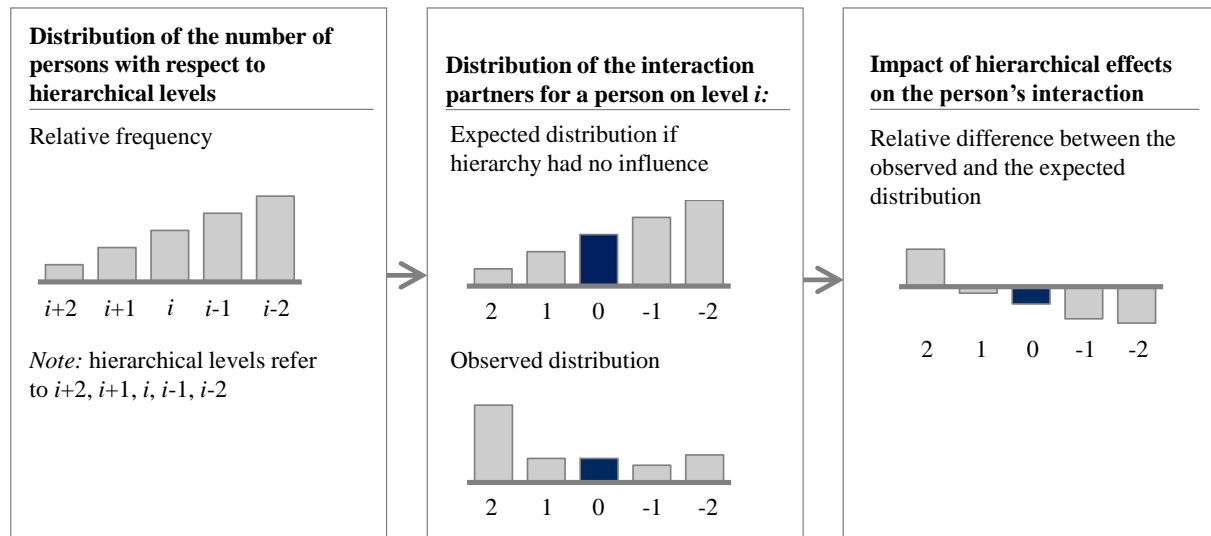 Distribution of the number of
persons with respect to
hierarchical levels
Relative frequency
i+2 i+1 i i-1 i-2
Note: hierarchical levels refer
to i+2, i+1, i, i-1, i-2
Distribution of the interaction
partners for a person on level i:
Expected distribution if
hierarchy had no influence
2 1 0 -1 -2
Observed distribution
2 1 0 -1 -2
Impact of hierarchical effects
on the person’s interaction
Relative difference between the
observed and the expected
distribution
2 1 0 -1 -2